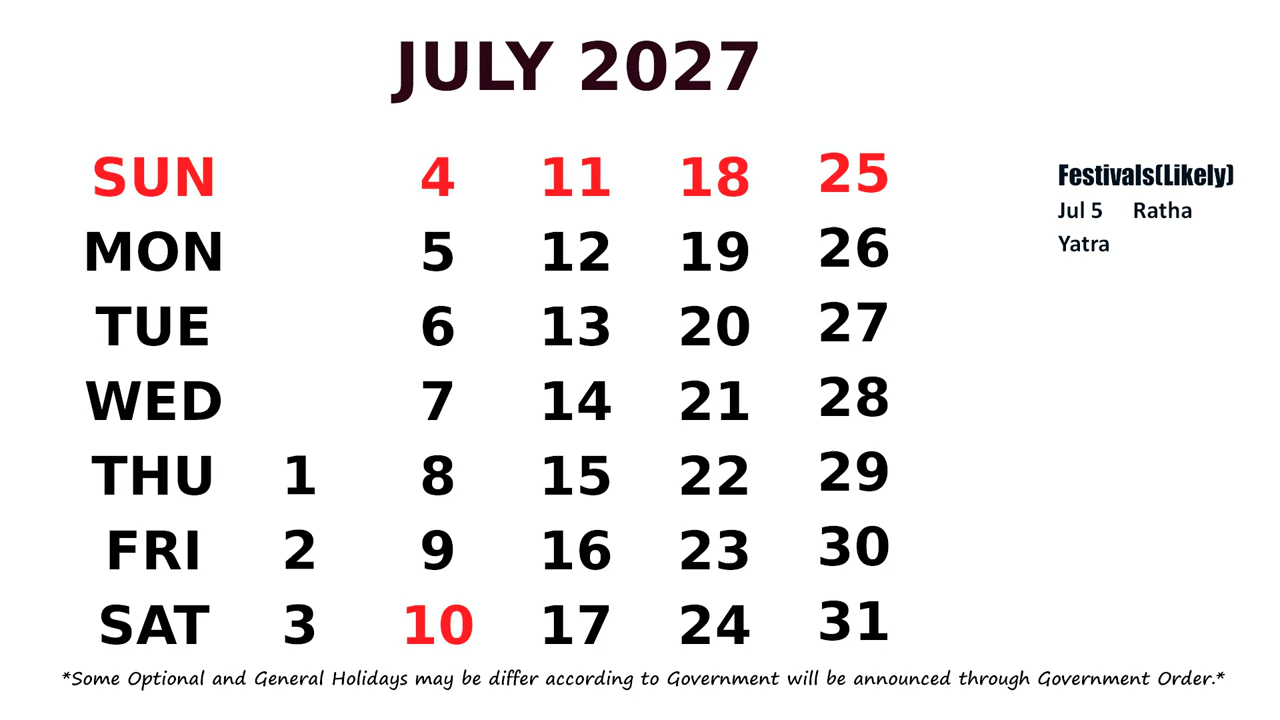 JULY 2027
SUN 4 11 18 25
MON 5 12 19 26
TUE 6 13 20 27
WED 7 14 21 28
THU 1 8 15 22 29
FRI 2 9 16 23 30
SAT 3 10 17 24 31
Festivals(Likely)
Jul 5 Ratha
Yatra
*Some Optional and General Holidays may be differ according to Government will be announced through Government Order.*